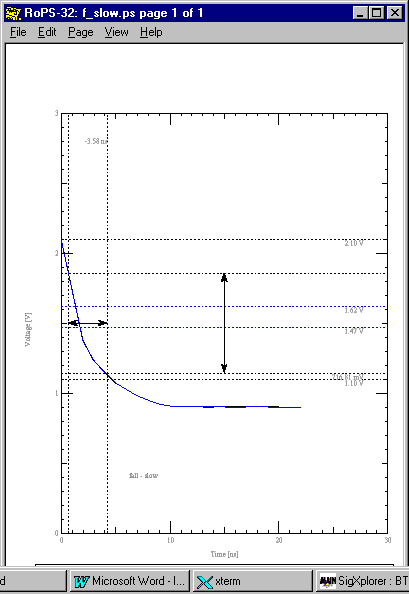 RoPS-32: f_slow.ps page 1 of 1
File Edit Page View Help
3
-3.58 ns
2.10 V
2
1.62 V
Voltage [V]
1.47 V
1.10 V
1
fall - slow
0
0 10 20 30
Time [ns]
d Microsoft Word - I... xterm SigXplorer : BT